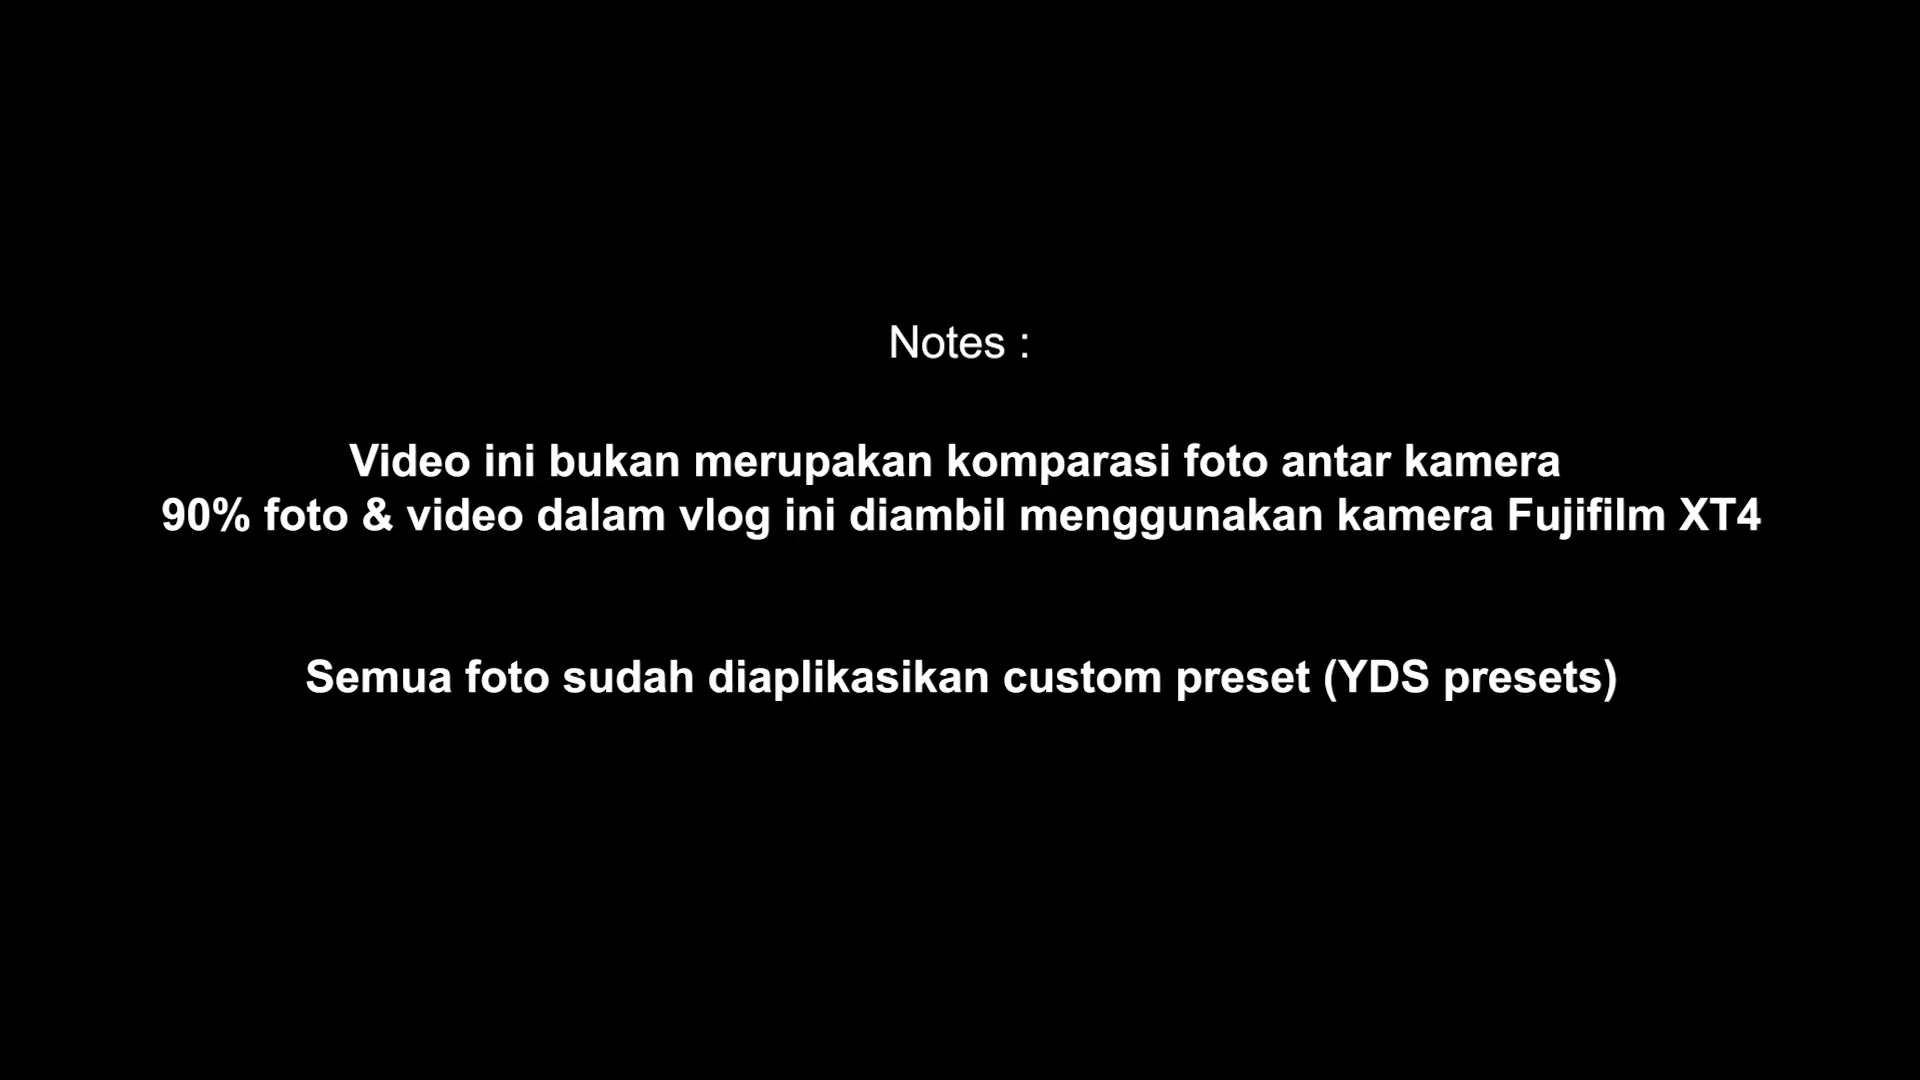 Notes :
Video ini bukan merupakan komparasi foto antar kamera
90% foto & video dalam vlog ini diambil menggunakan kamera Fujifilm XT4
Semua foto sudah diaplikasikan custom preset (YDS presets)